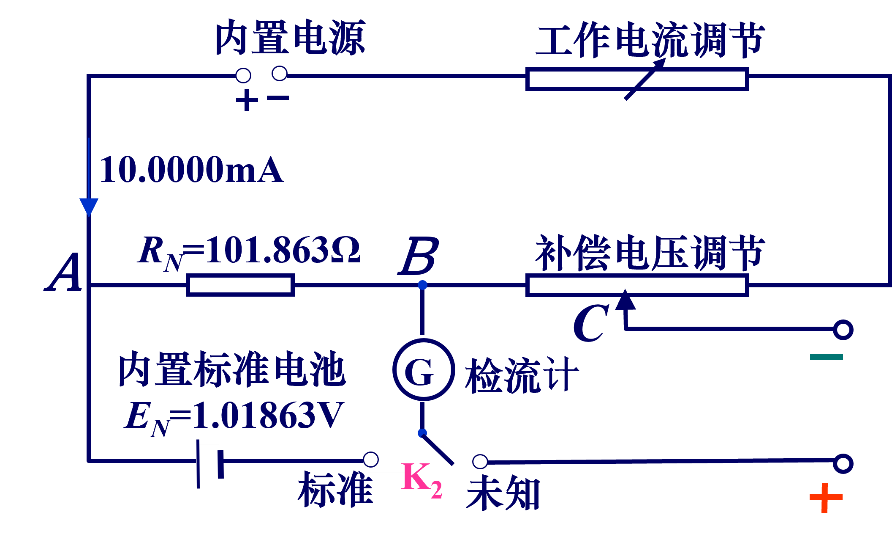 内置电源
工作电流调节
+ −
10.0000mA
R_N=101.863Ω
B
补偿电压调节
A
C
−
内置标准电池
G 检流计
E_N=1.01863V
标准
K₂
未知
+